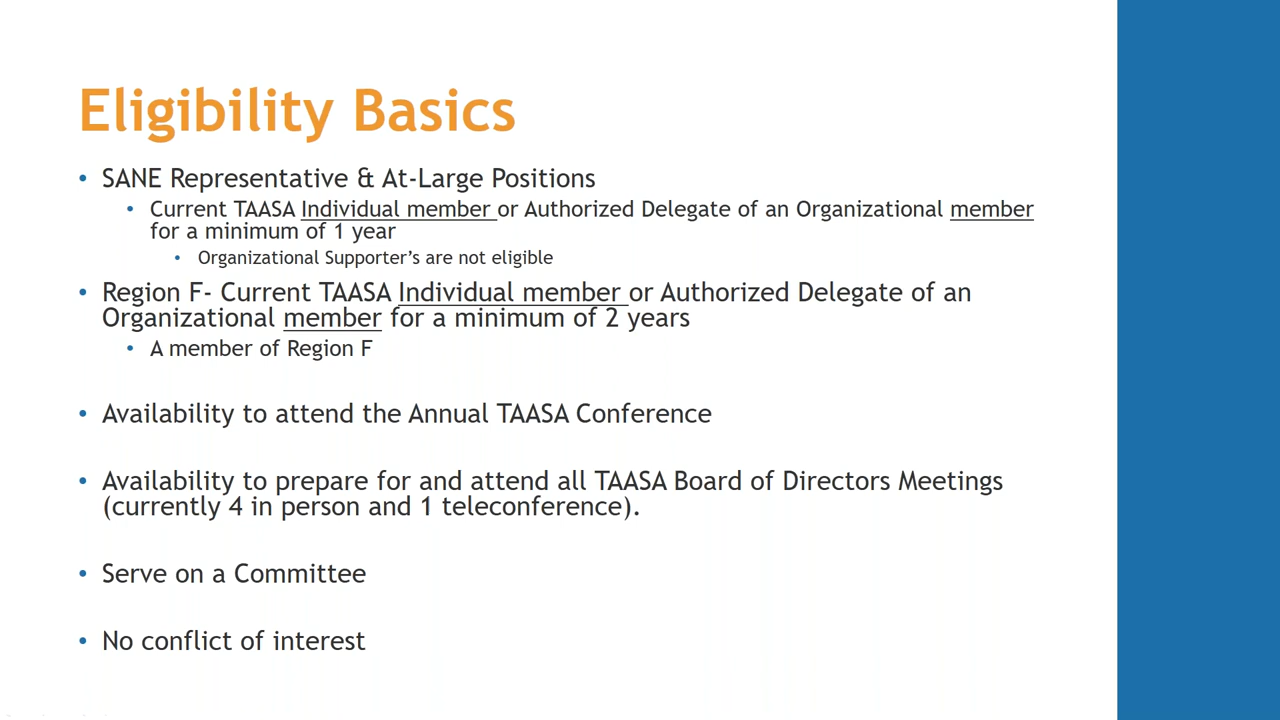 Eligibility Basics
• SANE Representative & At-Large Positions
• Current TAASA Individual member or Authorized Delegate of an Organizational member
for a minimum of 1 year
• Organizational Supporter’s are not eligible
• Region F- Current TAASA Individual member or Authorized Delegate of an
Organizational member for a minimum of 2 years
• A member of Region F
• Availability to attend the Annual TAASA Conference
• Availability to prepare for and attend all TAASA Board of Directors Meetings
(currently 4 in person and 1 teleconference).
• Serve on a Committee
• No conflict of interest